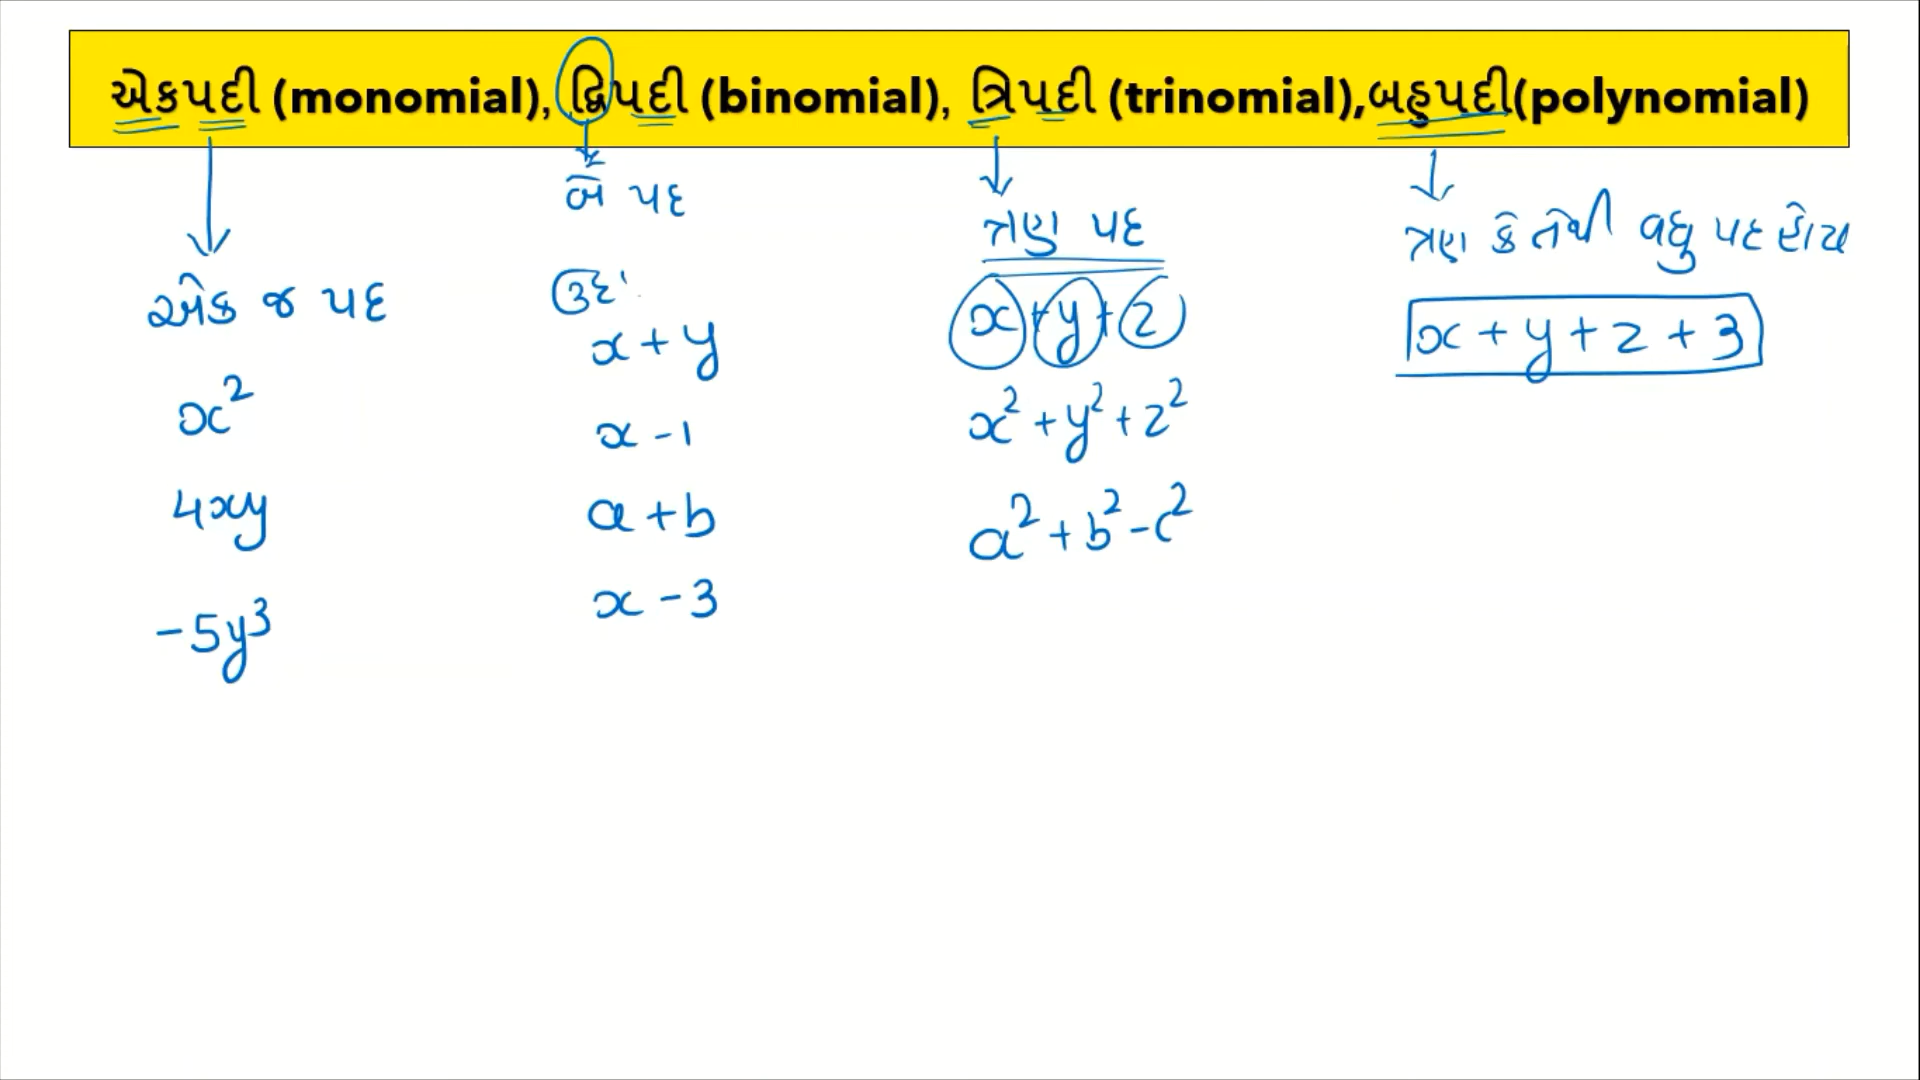 એકપદી (monomial), દ્વિપદી (binomial), ત્રિપદી (trinomial),બહુપદી(polynomial)
એક જ પદ
x²
4xy
-5y³
બે પદ
ઉદા.
x + y
x - 1
a + b
x - 3
ત્રણ પદ
x + y + z
x² + y² + z²
a² + b² - c²
ત્રણ કે તેથી વધુ પદ હોય
x + y + z + 3